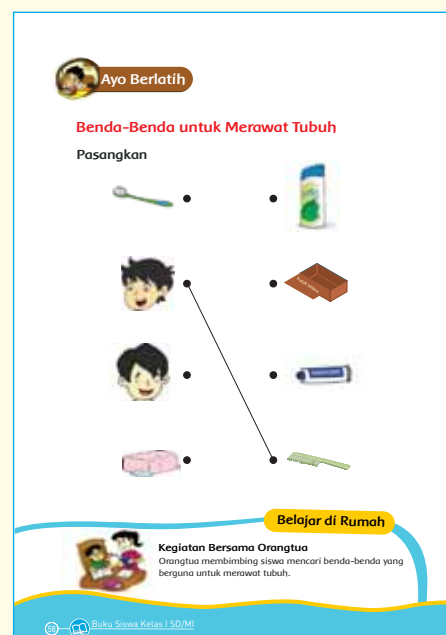 Ayo Berlatih
Benda-Benda untuk Merawat Tubuh
Pasangkan
Belajar di Rumah
Kegiatan Bersama Orangtua
Orangtua membimbing siswa mencari benda-benda yang
berguna untuk merawat tubuh.
58
Buku Siswa Kelas I SD/MI